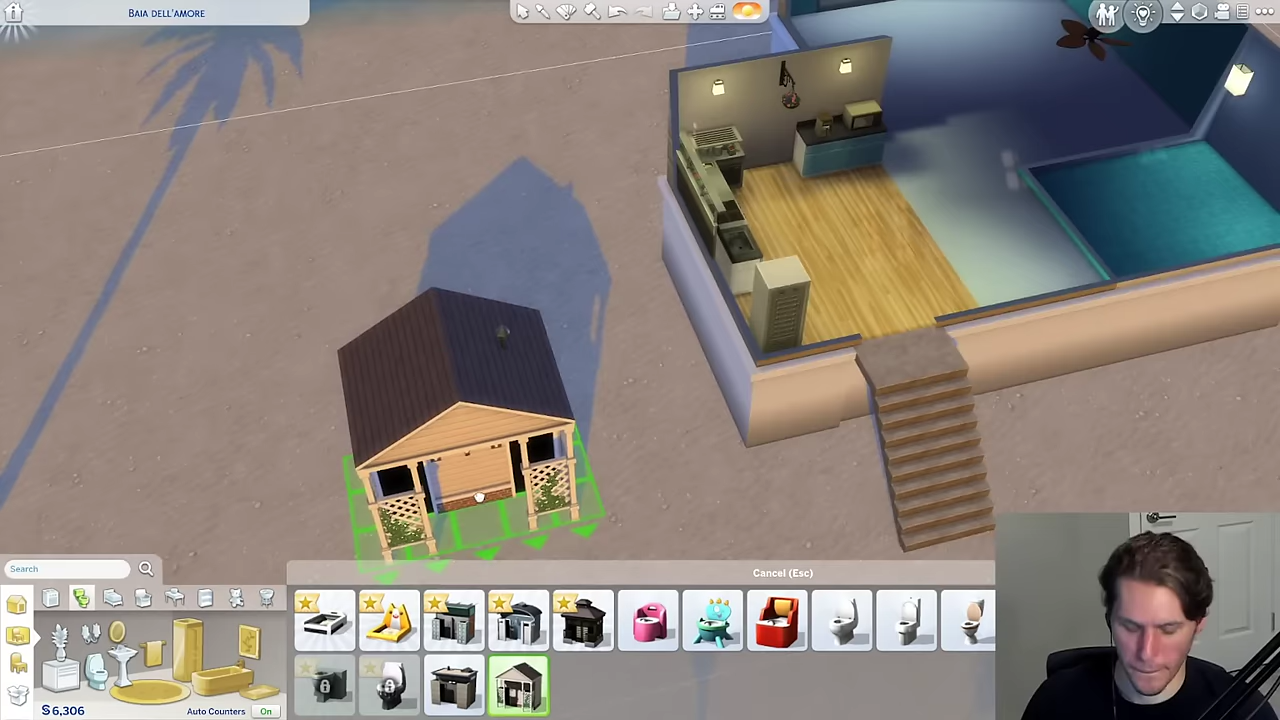 BAIA DELL'AMORE
Search
Cancel (Esc)
§6,306
Auto Counters
On